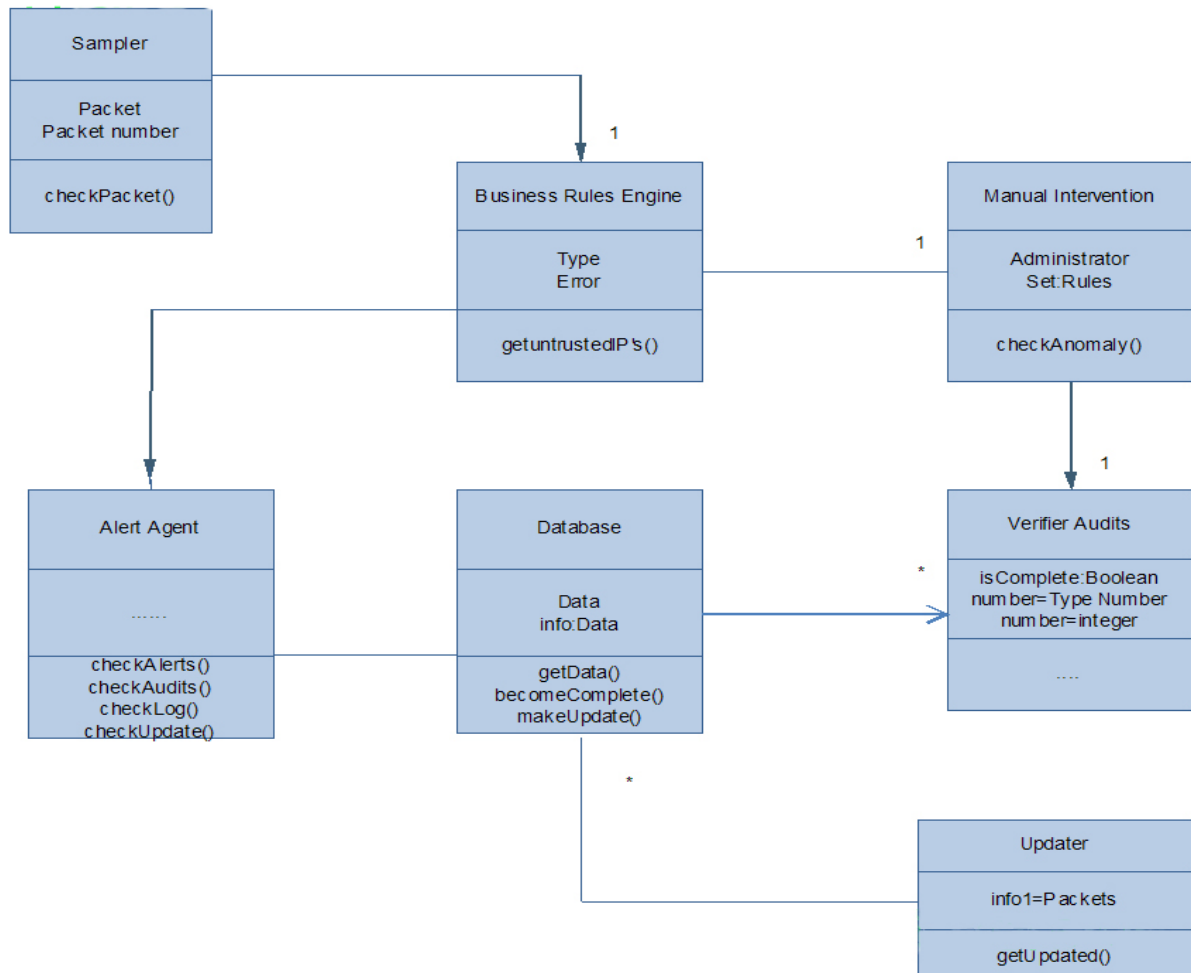 Sampler
Packet
Packet number
checkPacket()
1
Business Rules Engine
Type
Error
getuntrustedIP's()
1
Manual Intervention
Administrator
Set:Rules
checkAnomaly()
1
Alert Agent
......
checkAlerts()
checkAudits()
checkLog()
checkUpdate()
Database
Data
info:Data
getData()
becomeComplete()
makeUpdate()
*
Verifier Audits
isComplete:Boolean
number=Type Number
number=integer
....
*
Updater
info1=Packets
getUpdated()